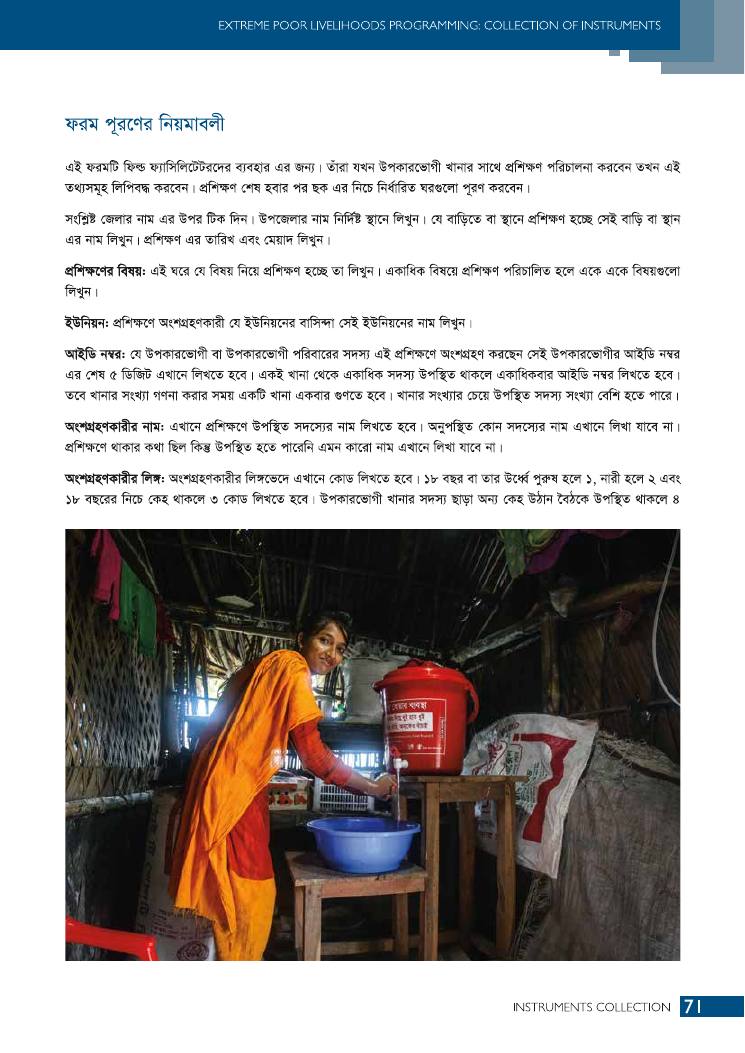 EXTREME POOR LIVELIHOODS PROGRAMMING: COLLECTION OF INSTRUMENTS
ফরম পূরণের নিয়মাবলী
এই ফরমটি ফিল্ড ফ্যাসিলিটেটরদের ব্যবহার এর জন্য। তাঁরা যখন উপকারভোগী খানার সাথে প্রশিক্ষণ পরিচালনা করবেন তখন এই
তথ্যসমূহ লিপিবদ্ধ করবেন। প্রশিক্ষণ শেষ হবার পর ছক এর নিচে নির্ধারিত ঘরগুলো পূরণ করবেন।
সংশ্লিষ্ট জেলার নাম এর উপর টিক দিন। উপজেলার নাম নির্দিষ্ট স্থানে লিখুন। যে বাড়িতে বা স্থানে প্রশিক্ষণ হচ্ছে সেই বাড়ি বা স্থান
এর নাম লিখুন। প্রশিক্ষণ এর তারিখ এবং মেয়াদ লিখুন।
প্রশিক্ষণের বিষয়: এই ঘরে যে বিষয় নিয়ে প্রশিক্ষণ হচ্ছে তা লিখুন। একাধিক বিষয়ে প্রশিক্ষণ পরিচালিত হলে একে একে বিষয়গুলো
লিখুন।
ইউনিয়ন: প্রশিক্ষণে অংশগ্রহণকারী যে ইউনিয়নের বাসিন্দা সেই ইউনিয়নের নাম লিখুন।
আইডি নম্বর: যে উপকারভোগী বা উপকারভোগী পরিবারের সদস্য এই প্রশিক্ষণে অংশগ্রহণ করছেন সেই উপকারভোগীর আইডি নম্বর
এর শেষ ৫ ডিজিট এখানে লিখতে হবে। একই খানা থেকে একাধিক সদস্য উপস্থিত থাকলে একাধিকবার আইডি নম্বর লিখতে হবে।
তবে খানার সংখ্যা গণনা করার সময় একটি খানা একবার গুণতে হবে। খানার সংখ্যার চেয়ে উপস্থিত সদস্য সংখ্যা বেশি হতে পারে।
অংশগ্রহণকারীর নাম: এখানে প্রশিক্ষণে উপস্থিত সদস্যের নাম লিখতে হবে। অনুপস্থিত কোন সদস্যের নাম এখানে লিখা যাবে না।
প্রশিক্ষণে থাকার কথা ছিল কিন্তু উপস্থিত হতে পারেনি এমন কারো নাম এখানে লিখা যাবে না।
অংশগ্রহণকারীর লিঙ্গ: অংশগ্রহণকারীর লিঙ্গভেদে এখানে কোড লিখতে হবে। ১৮ বছর বা তার উর্ধ্বে পুরুষ হলে ১, নারী হলে ২ এবং
১৮ বছরের নিচে কেহ থাকলে ৩ কোড লিখতে হবে। উপকারভোগী খানার সদস্য ছাড়া অন্য কেহ উঠান বৈঠকে উপস্থিত থাকলে ৪
ধোয়ার ব্যবস্থা
INSTRUMENTS COLLECTION 71